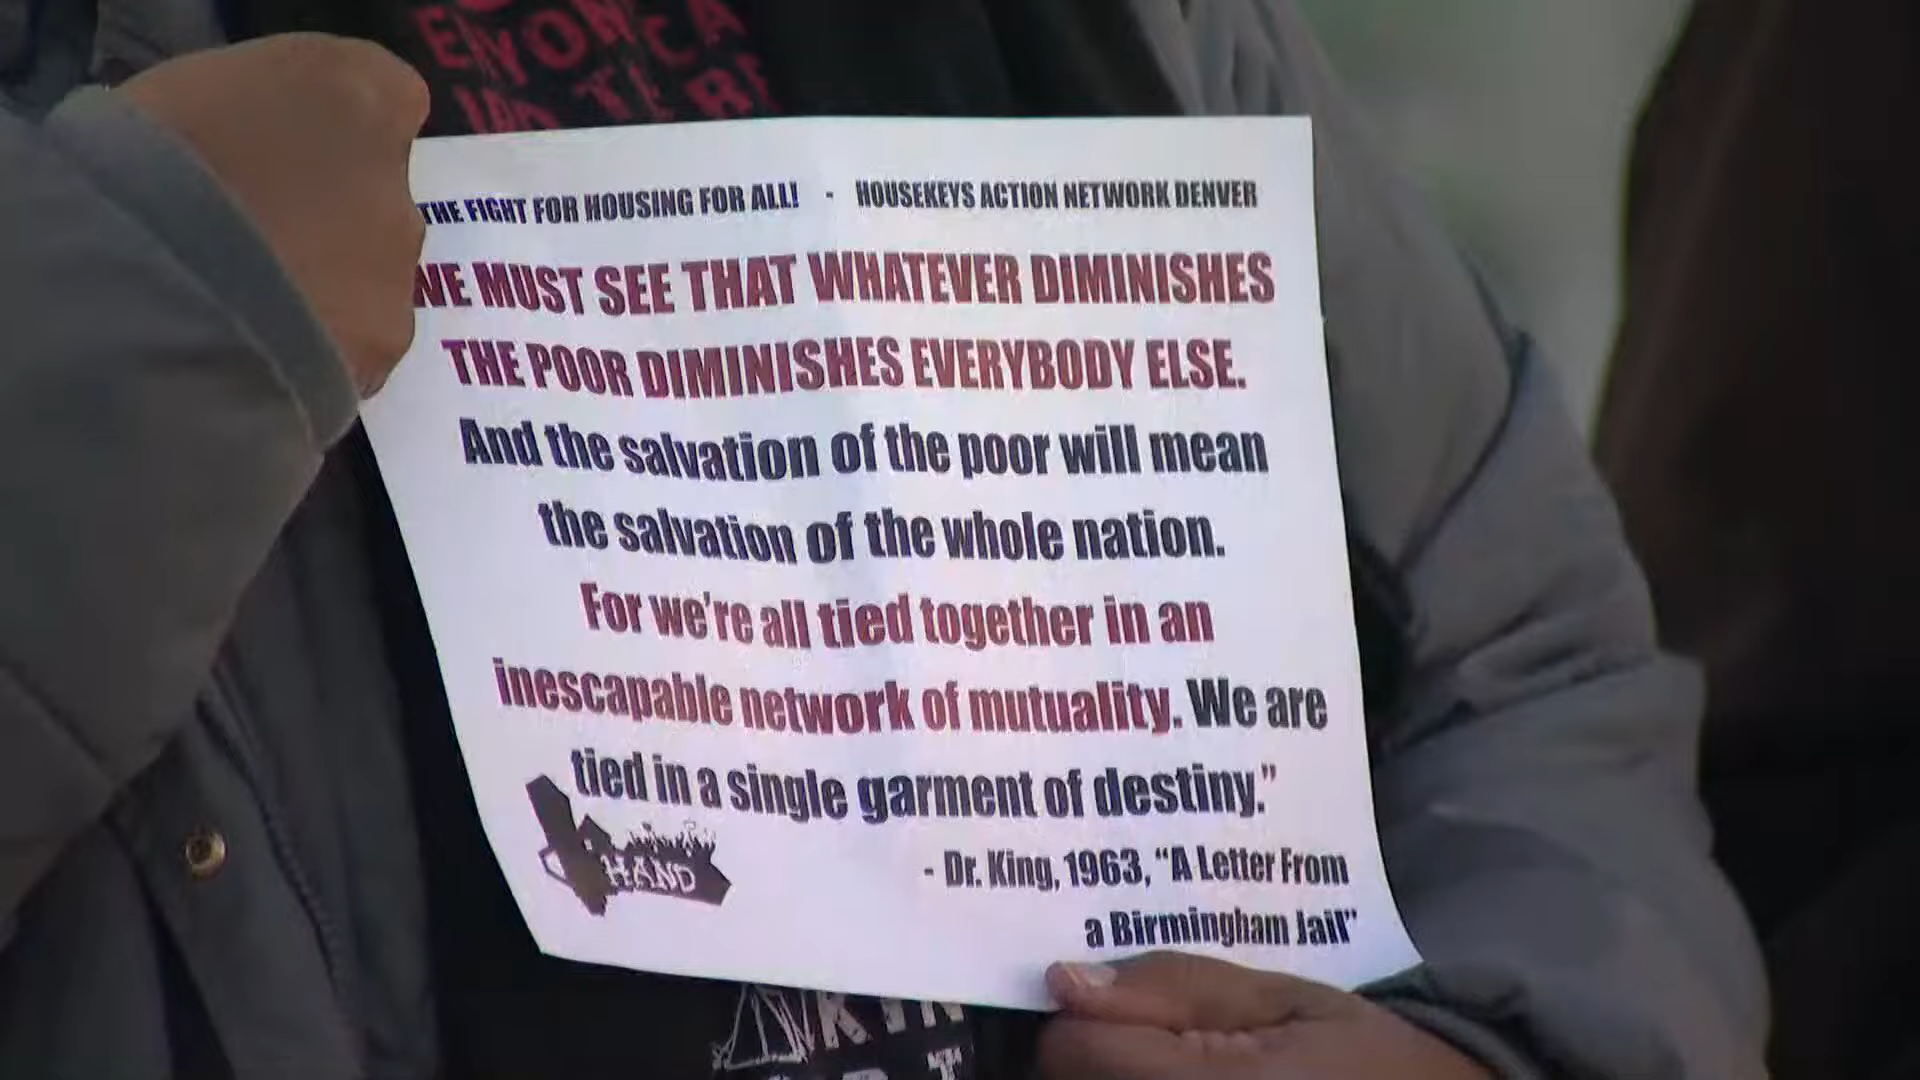 THE FIGHT FOR HOUSING FOR ALL! - HOUSEKEYS ACTION NETWORK DENVER
WE MUST SEE THAT WHATEVER DIMINISHES
THE POOR DIMINISHES EVERYBODY ELSE.
And the salvation of the poor will mean
the salvation of the whole nation.
For we're all tied together in an
inescapable network of mutuality. We are
tied in a single garment of destiny."
HAND
- Dr. King, 1963, "A Letter From
a Birmingham Jail"